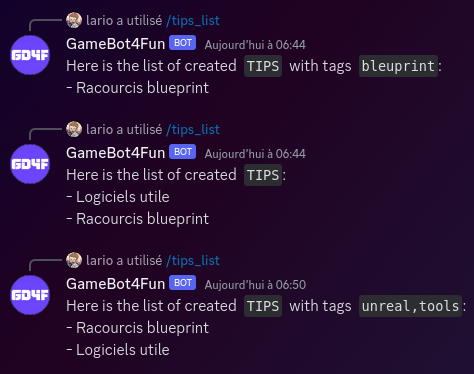 lario a utilisé /tips_list
GD4F
GameBot4Fun BOT Aujourd'hui à 06:44
Here is the list of created TIPS with tags bleuprint:
- Racourcis blueprint
lario a utilisé /tips_list
GD4F
GameBot4Fun BOT Aujourd'hui à 06:44
Here is the list of created TIPS:
- Logiciels utile
- Racourcis blueprint
lario a utilisé /tips_list
GD4F
GameBot4Fun BOT Aujourd'hui à 06:50
Here is the list of created TIPS with tags unreal,tools:
- Racourcis blueprint
- Logiciels utile